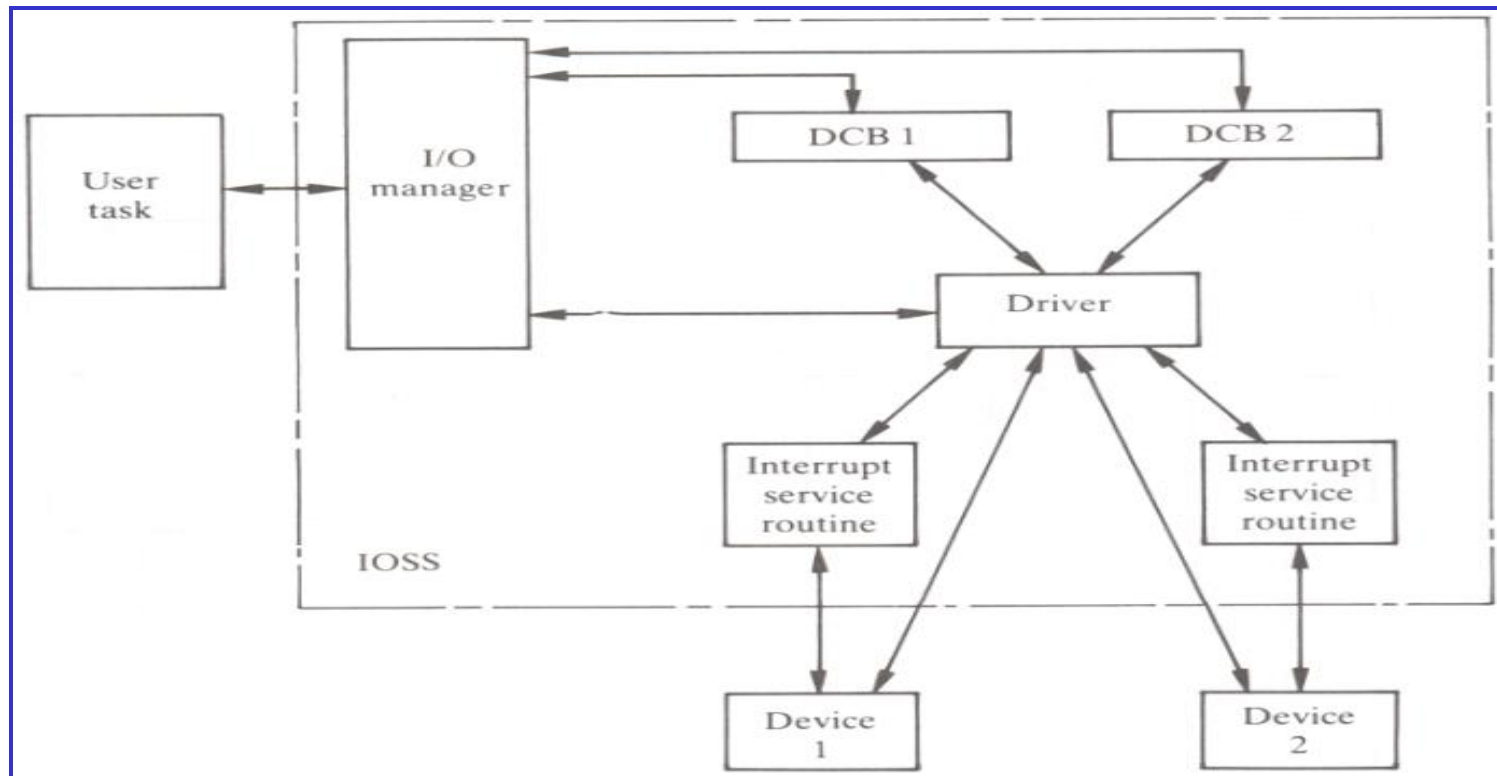 User
task
I/O
manager
DCB 1
DCB 2
Driver
Interrupt
service
routine
Interrupt
service
routine
IOSS
Device
1
Device
2